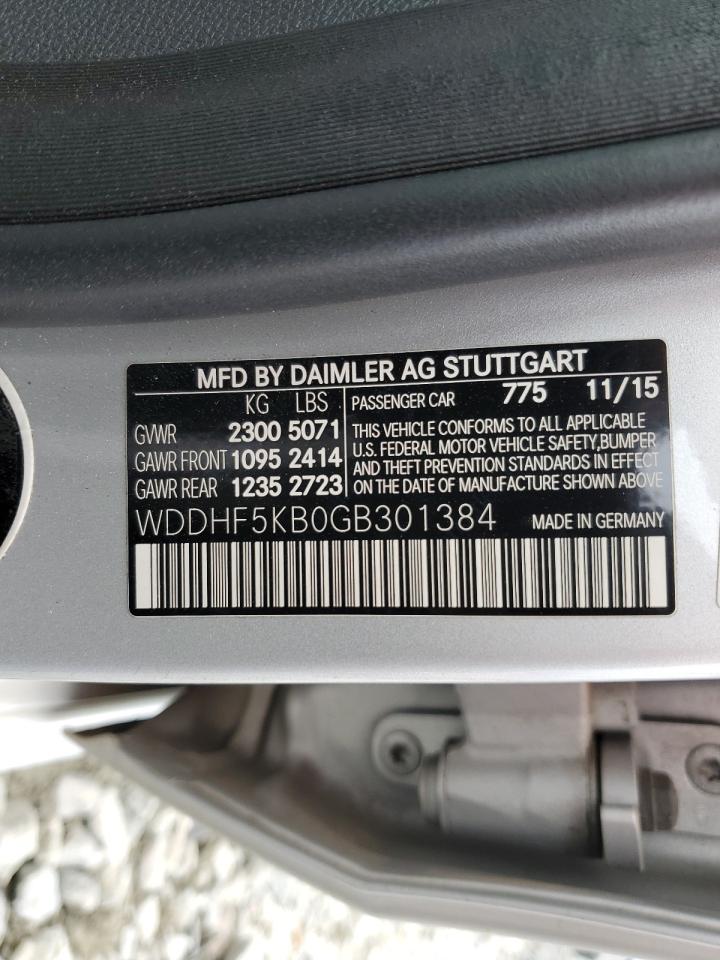 MFD BY DAIMLER AG STUTTGART
KG LBS
GVWR 2300 5071
GAWR FRONT 1095 2414
GAWR REAR 1235 2723
PASSENGER CAR 775 11/15
THIS VEHICLE CONFORMS TO ALL APPLICABLE
U.S. FEDERAL MOTOR VEHICLE SAFETY,BUMPER
AND THEFT PREVENTION STANDARDS IN EFFECT
ON THE DATE OF MANUFACTURE SHOWN ABOVE
WDDHF5KB0GB301384 MADE IN GERMANY